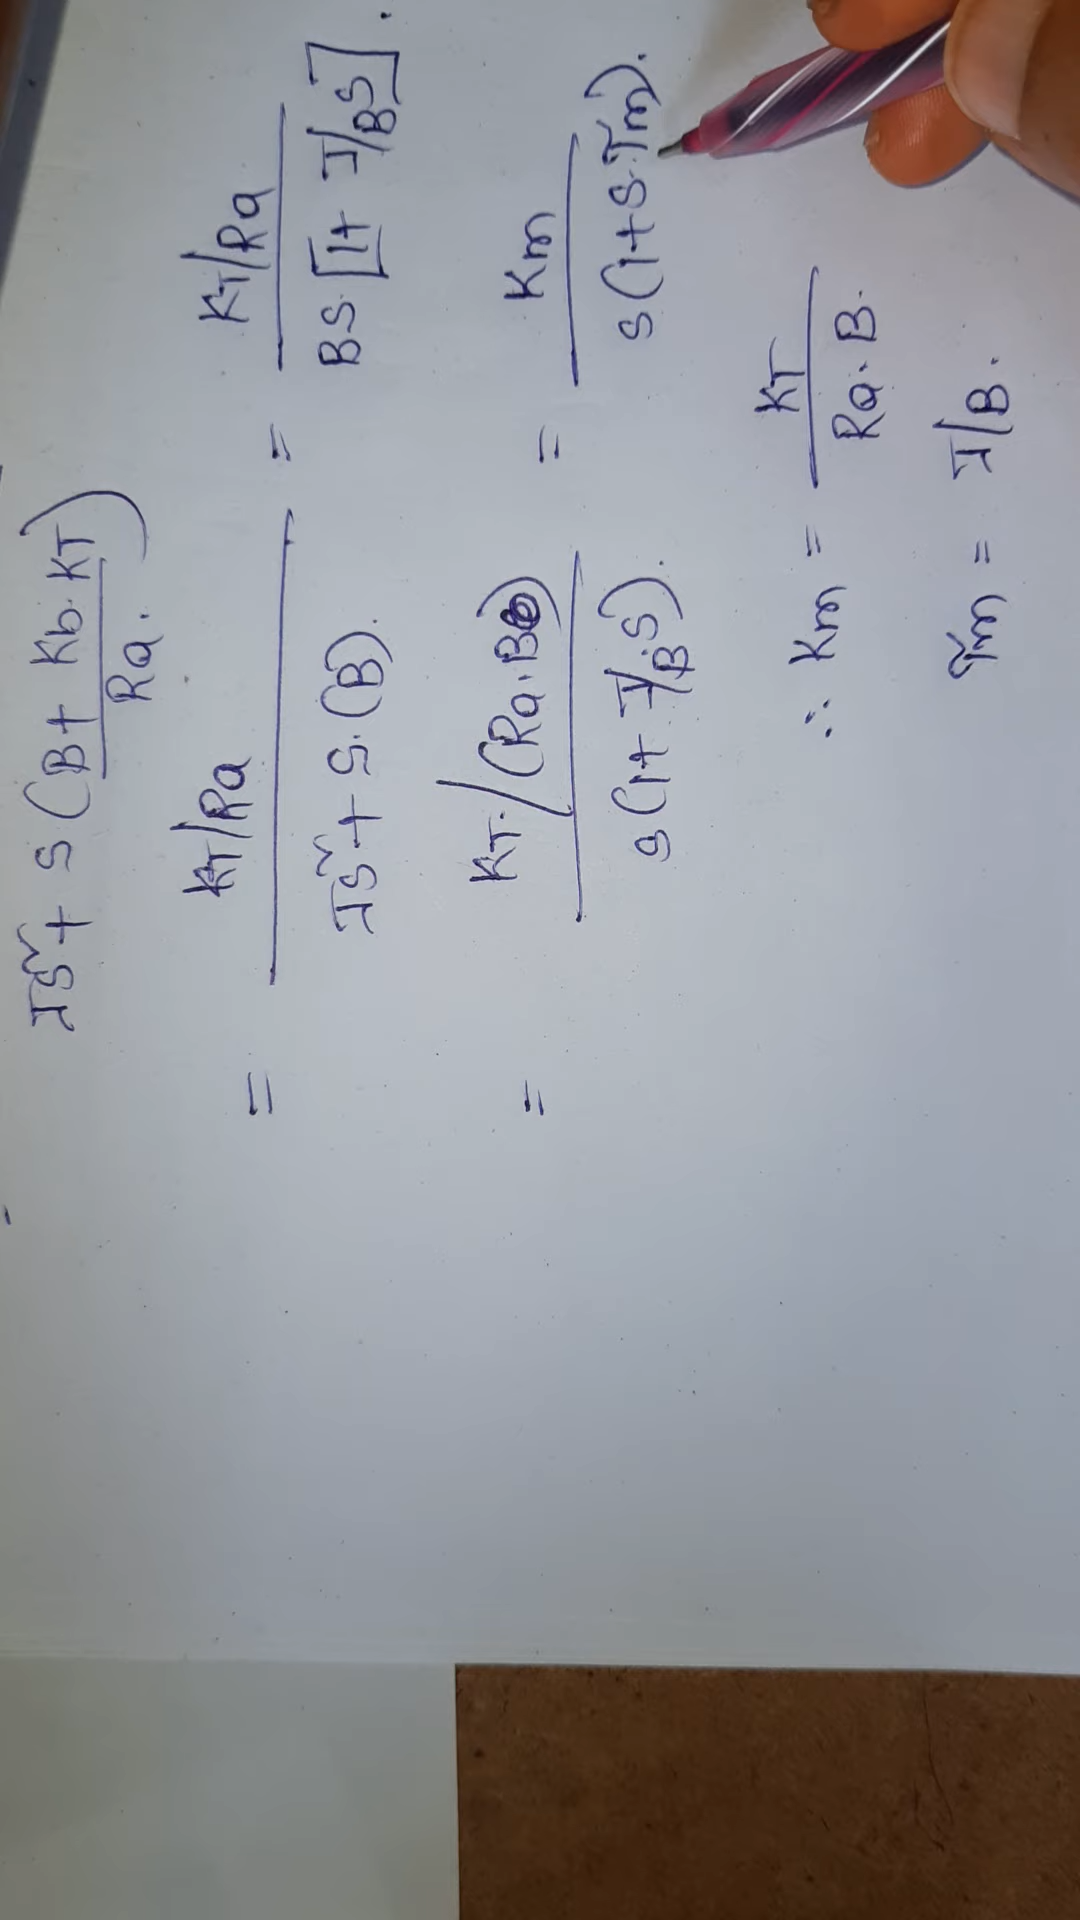 JS² + S (B + Kb·KT / Ra.)
= KT/Ra / JS² + S·(B). = KT/Ra / BS·[1 + J/B S].
= KT·/(Ra·B) / S(1 + J/B·S). = Km / S(1 + S·Tm).
∴ Km = KT / Ra·B.
Tm = J/B.